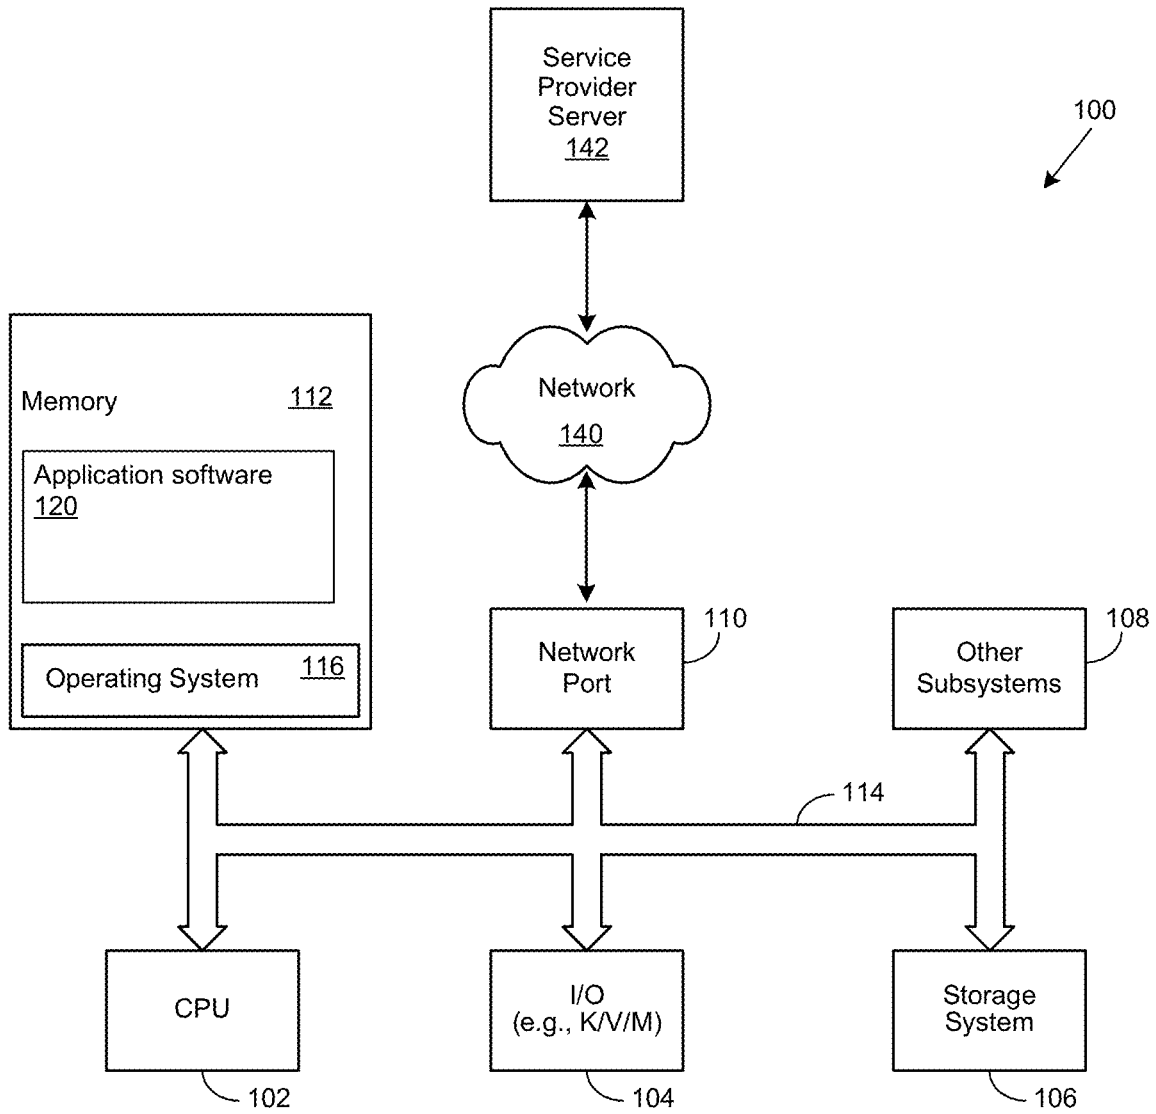 Service
Provider
Server
142
100
Network
140
Memory 112
Application software
120
Operating System 116
Network
Port
110
Other
Subsystems
108
114
CPU
102
I/O
(e.g., K/V/M)
104
Storage
System
106